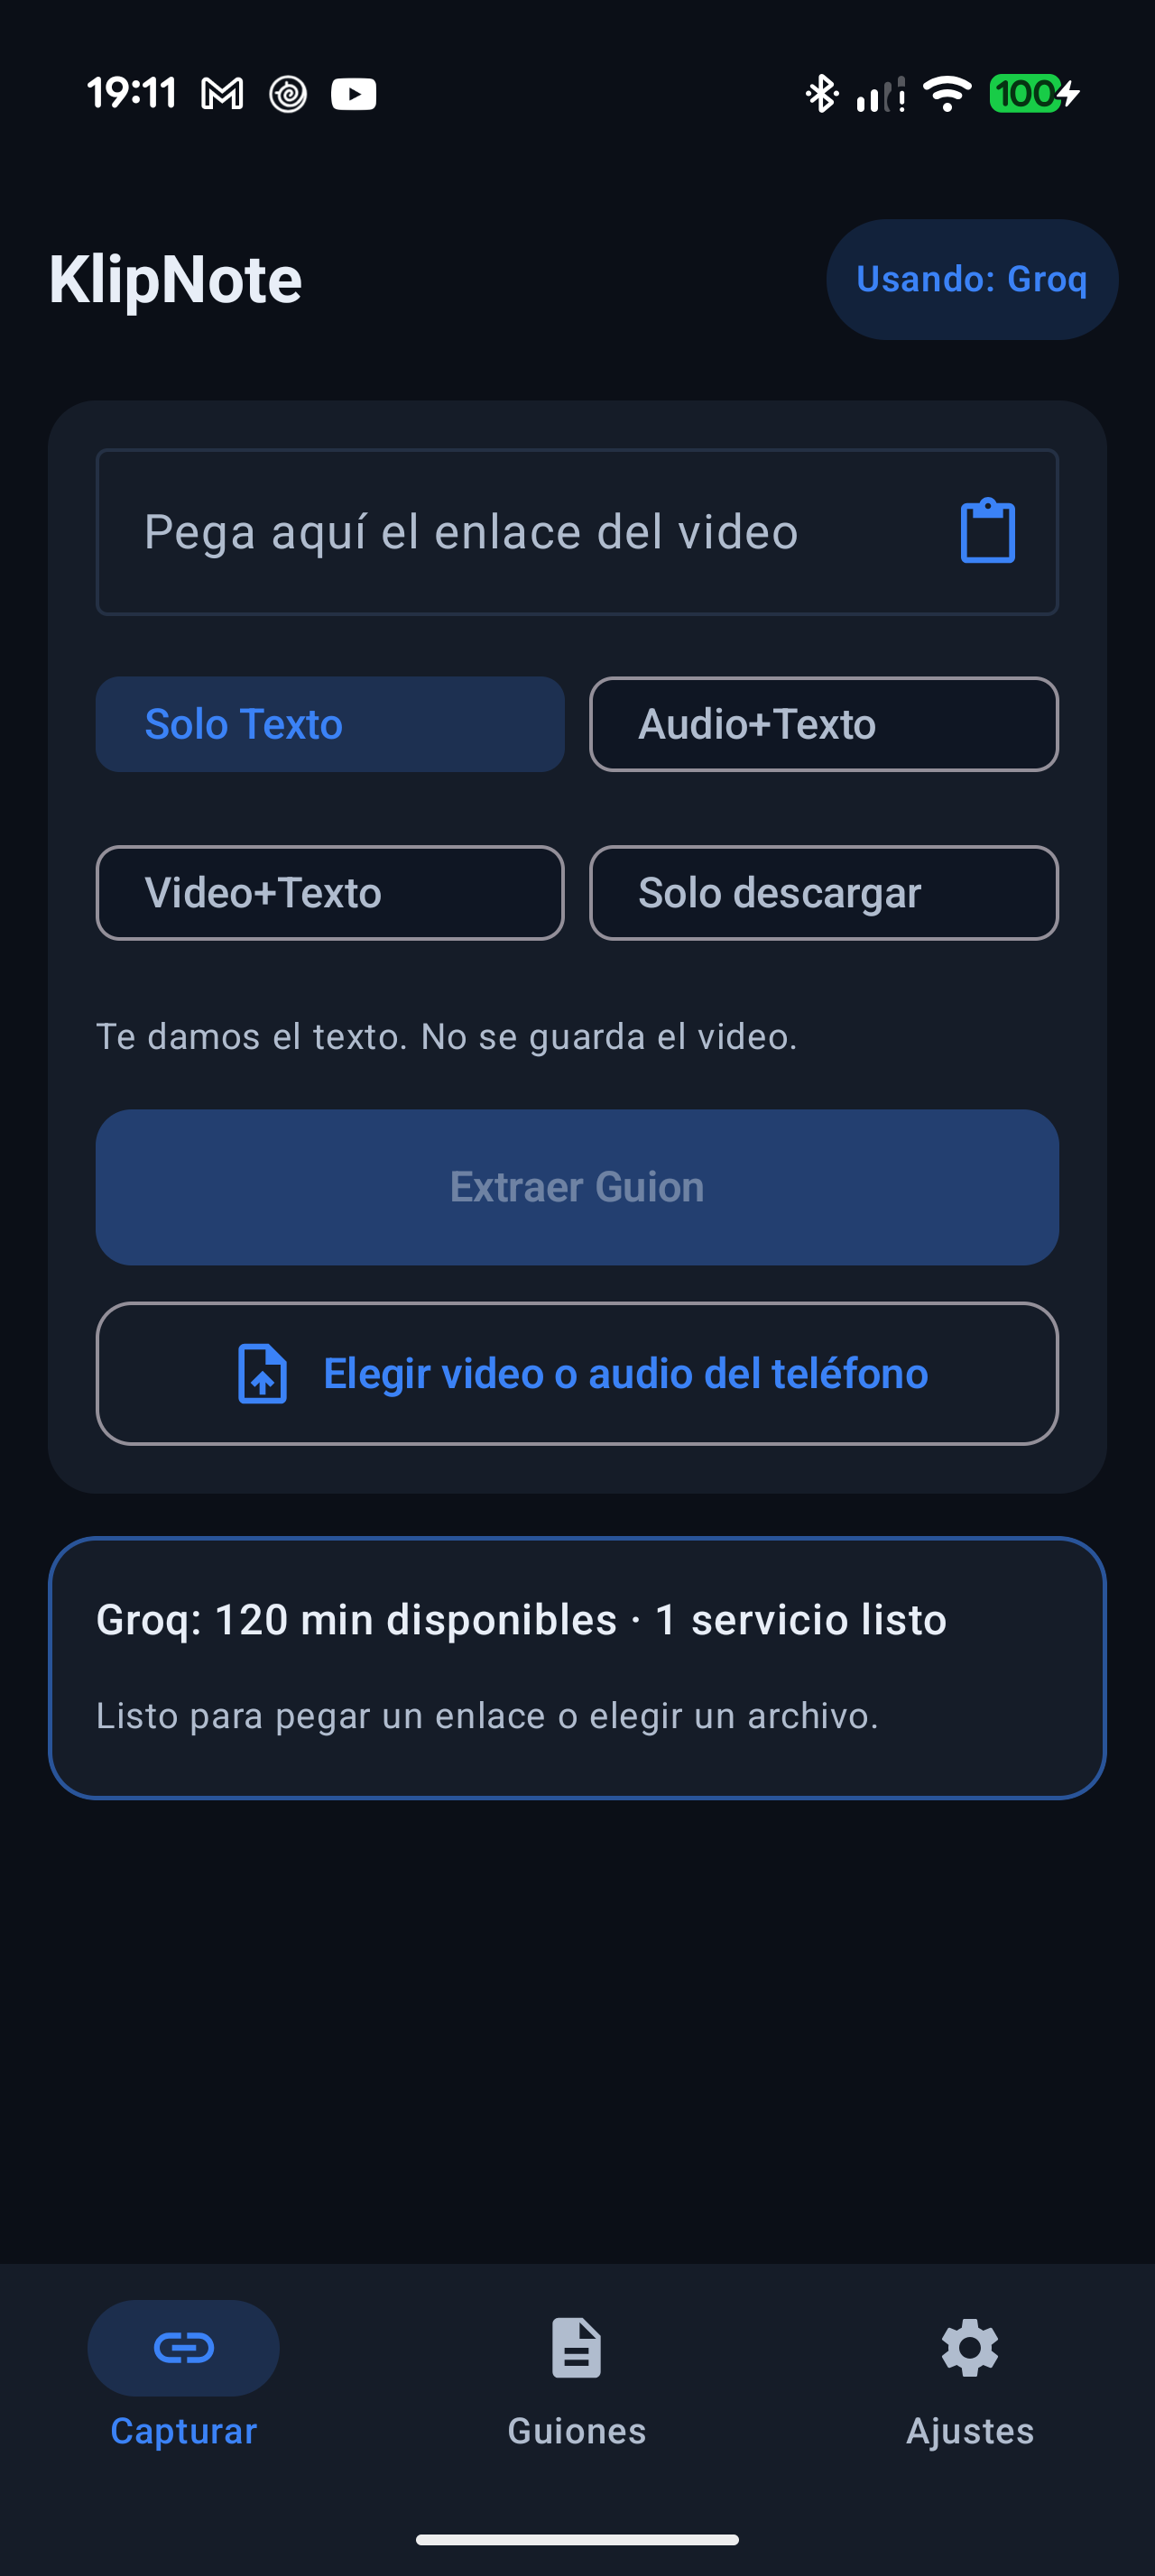 19:11
100
KlipNote
Usando: Groq
Pega aquí el enlace del video
Solo Texto
Audio+Texto
Video+Texto
Solo descargar
Te damos el texto. No se guarda el video.
Extraer Guion
Elegir video o audio del teléfono
Groq: 120 min disponibles · 1 servicio listo
Listo para pegar un enlace o elegir un archivo.
Capturar
Guiones
Ajustes